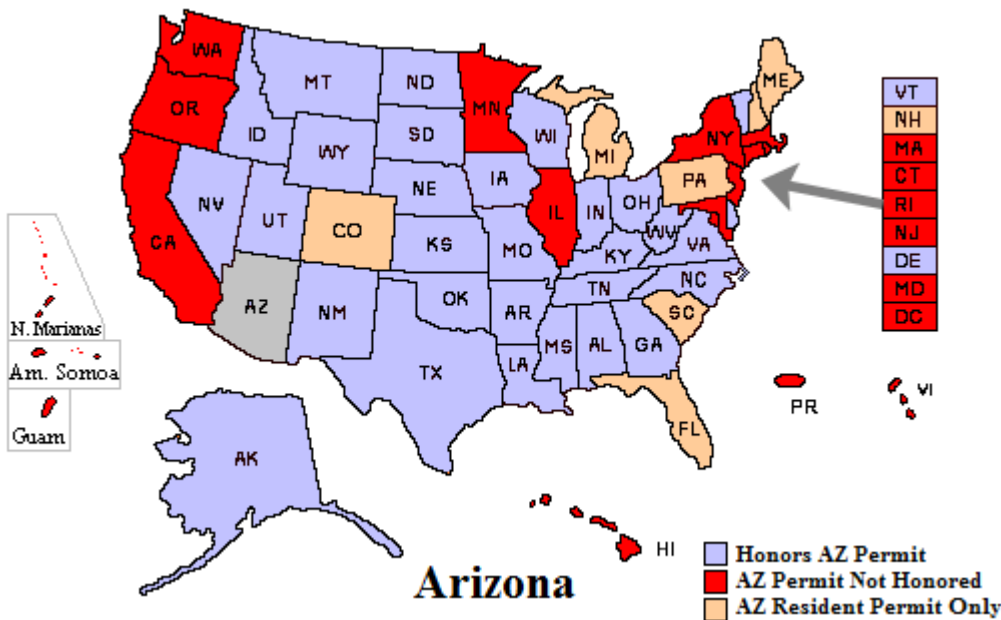 WA
MT
ND
MN
ME
VT
OR
NH
ID
SD
WI
NY
MA
WY
MI
CT
IA
PA
RI
NE
NV
IL
IN
OH
NJ
UT
CO
WV
DE
CA
KS
MO
KY
VA
MD
TN
NC
DC
OK
AZ
NM
AR
SC
N. Marianas
MS
AL
GA
LA
Am. Somoa
TX
VI
PR
FL
Guam
AK
HI
Honors AZ Permit
Arizona
AZ Permit Not Honored
AZ Resident Permit Only